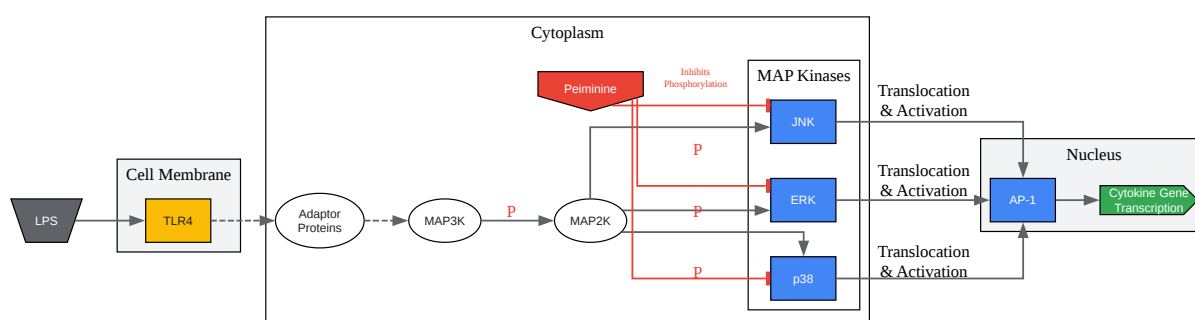 Cytoplasm
Peiminine
Inhibits
Phosphorylation
MAP Kinases
JNK
P
Translocation
& Activation
Cell Membrane
LPS
TLR4
Adaptor
Proteins
MAP3K
P
MAP2K
P
ERK
Translocation
& Activation
Nucleus
AP-1
Cytokine Gene
Transcription
P
p38
Translocation
& Activation